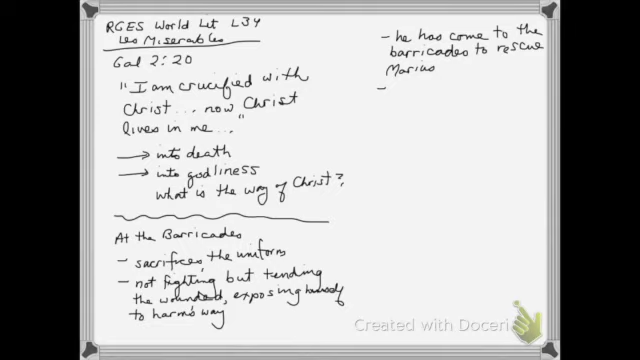 RGES World Lit L34
Les Miserables
Gal 2:20
"I am crucified with
Christ... now Christ
lives in me..."
→ into death
→ into godliness
What is the way of Christ?
At the Barricades
- sacrifices the uniform
- not fighting but tending
the wounded, exposing himself
to harm's way
- he has come to the
barricades to rescue
Marius
-
Created with Doceri